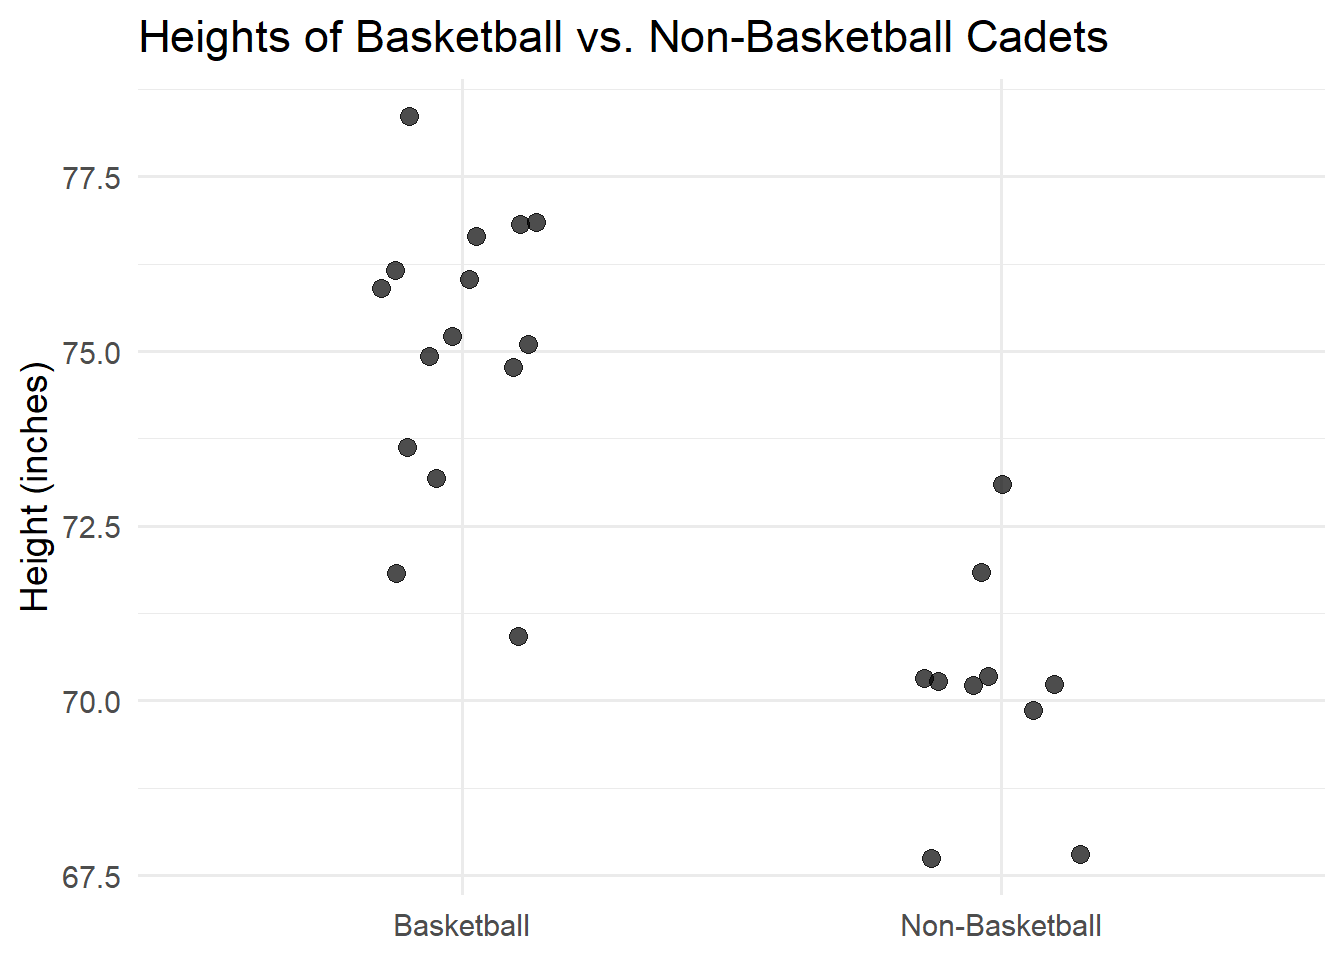 Heights of Basketball vs. Non-Basketball Cadets
Height (inches)
77.5
75.0
72.5
70.0
67.5
Basketball
Non-Basketball